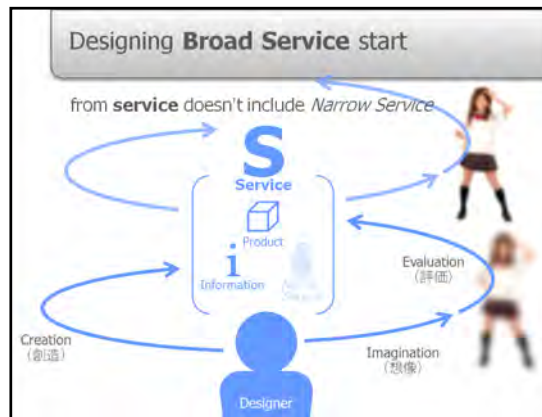 Designing Broad Service start
from service doesn't include Narrow Service
S
Service
Product
i
Information
Evaluation
(評価)
Creation
(創造)
Imagination
(想像)
Designer